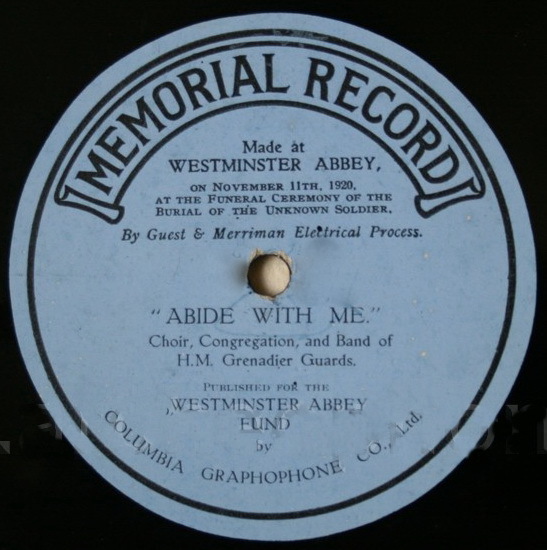 MEMORIAL RECORD
Made at
WESTMINSTER ABBEY,
ON NOVEMBER 11TH, 1920,
AT THE FUNERAL CEREMONY OF THE
BURIAL OF THE UNKNOWN SOLDIER,
By Guest & Merriman Electrical Process.
"ABIDE WITH ME."
Choir, Congregation, and Band of
H.M. Grenadier Guards.
PUBLISHED FOR THE
WESTMINSTER ABBEY
FUND
by
COLUMBIA GRAPHOPHONE CO., Ltd.